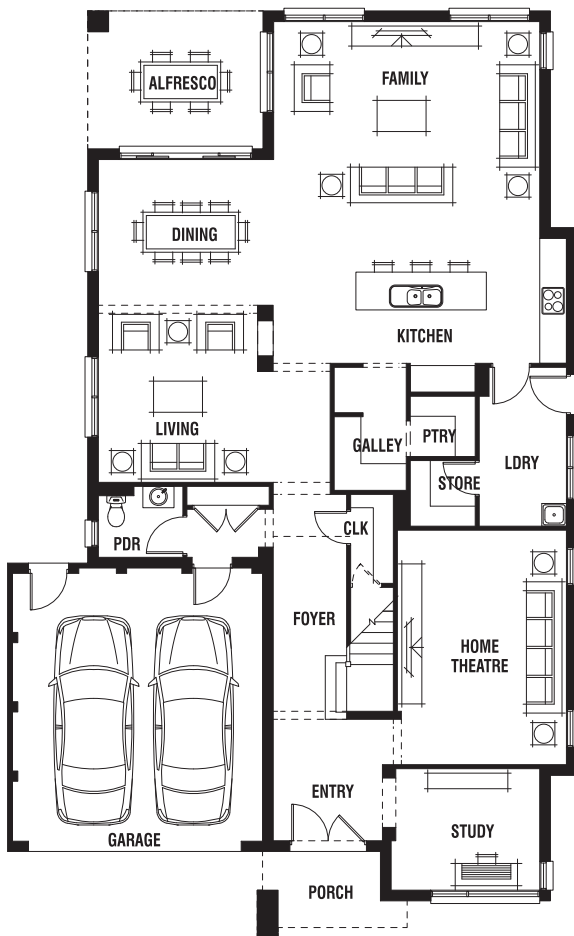 FAMILY
ALFRESCO
DINING
KITCHEN
LIVING
GALLEY
PTRY
LDRY
STORE
PDR
CLK
FOYER
HOME
THEATRE
ENTRY
STUDY
GARAGE
PORCH